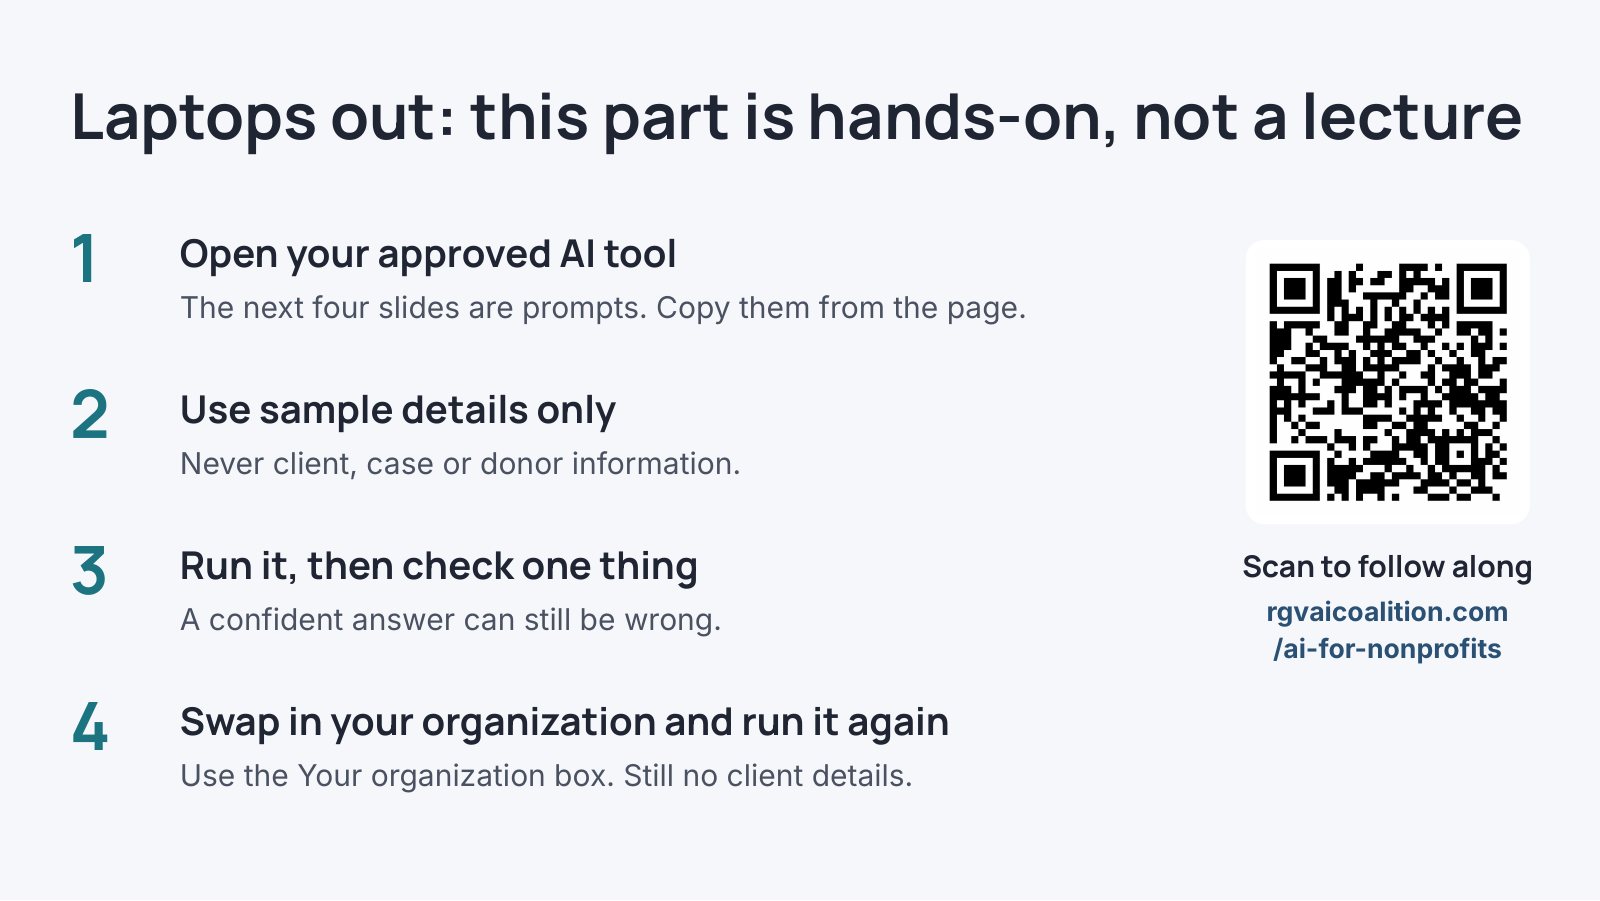 Laptops out: this part is hands-on, not a lecture
1
Open your approved AI tool
The next four slides are prompts. Copy them from the page.
2
Use sample details only
Never client, case or donor information.
3
Run it, then check one thing
A confident answer can still be wrong.
4
Swap in your organization and run it again
Use the Your organization box. Still no client details.
Scan to follow along
rgvaicoalition.com
/ai-for-nonprofits